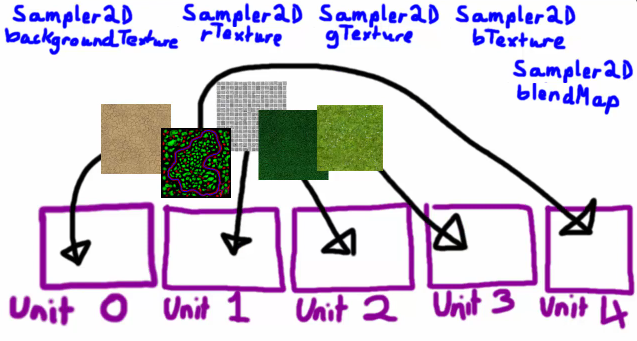 Sampler2D
backgroundTexture
Sampler2D
rTexture
Sampler2D
gTexture
Sampler2D
bTexture
Sampler2D
blendMap
Unit 0
Unit 1
Unit 2
Unit 3
Unit 4